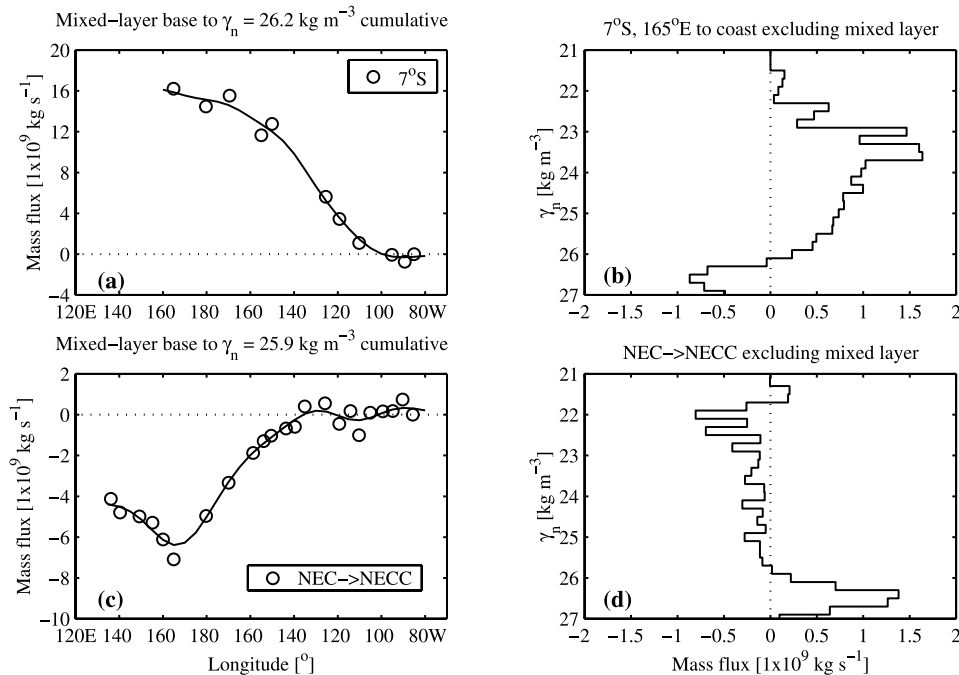 Mixed−layer base to γn = 26.2 kg m−3 cumulative
Mass flux [1x10^9 kg s−1]
20
16
12
8
4
0
−4
7°S
(a)
120E 140 160 180 160 140 120 100 80W
7°S, 165°E to coast excluding mixed layer
γn [kg m−3]
21
22
23
24
25
26
27
(b)
−2 −1.5 −1 −0.5 0 0.5 1 1.5 2
Mixed−layer base to γn = 25.9 kg m−3 cumulative
Mass flux [1x10^9 kg s−1]
2
0
−2
−4
−6
−8
−10
NEC−>NECC
(c)
120E 140 160 180 160 140 120 100 80W
Longitude [°]
NEC−>NECC excluding mixed layer
γn [kg m−3]
21
22
23
24
25
26
27
(d)
−2 −1.5 −1 −0.5 0 0.5 1 1.5 2
Mass flux [1x10^9 kg s−1]